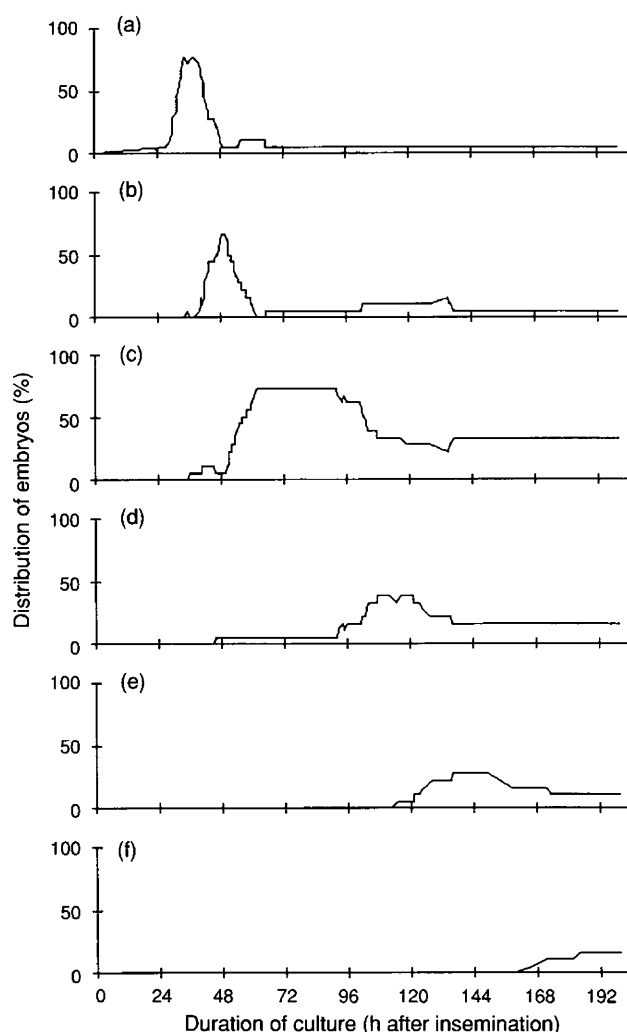 (a)
100
50
0
(b)
100
50
0
(c)
100
50
0
(d)
100
50
0
(e)
100
50
0
(f)
100
50
0
0 24 48 72 96 120 144 168 192
Distribution of embryos (%)
Duration of culture (h after insemination)